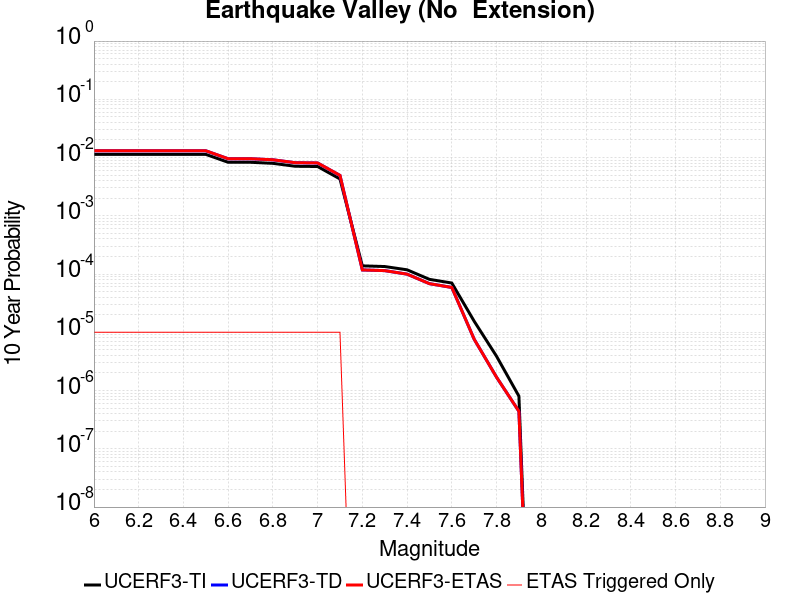 Earthquake Valley (No  Extension)
10^0
10^-1
10^-2
10^-3
10^-4
10^-5
10^-6
10^-7
10^-8
10 Year Probability
6 6.2 6.4 6.6 6.8 7 7.2 7.4 7.6 7.8 8 8.2 8.4 8.6 8.8 9
Magnitude
UCERF3-TI UCERF3-TD UCERF3-ETAS ETAS Triggered Only